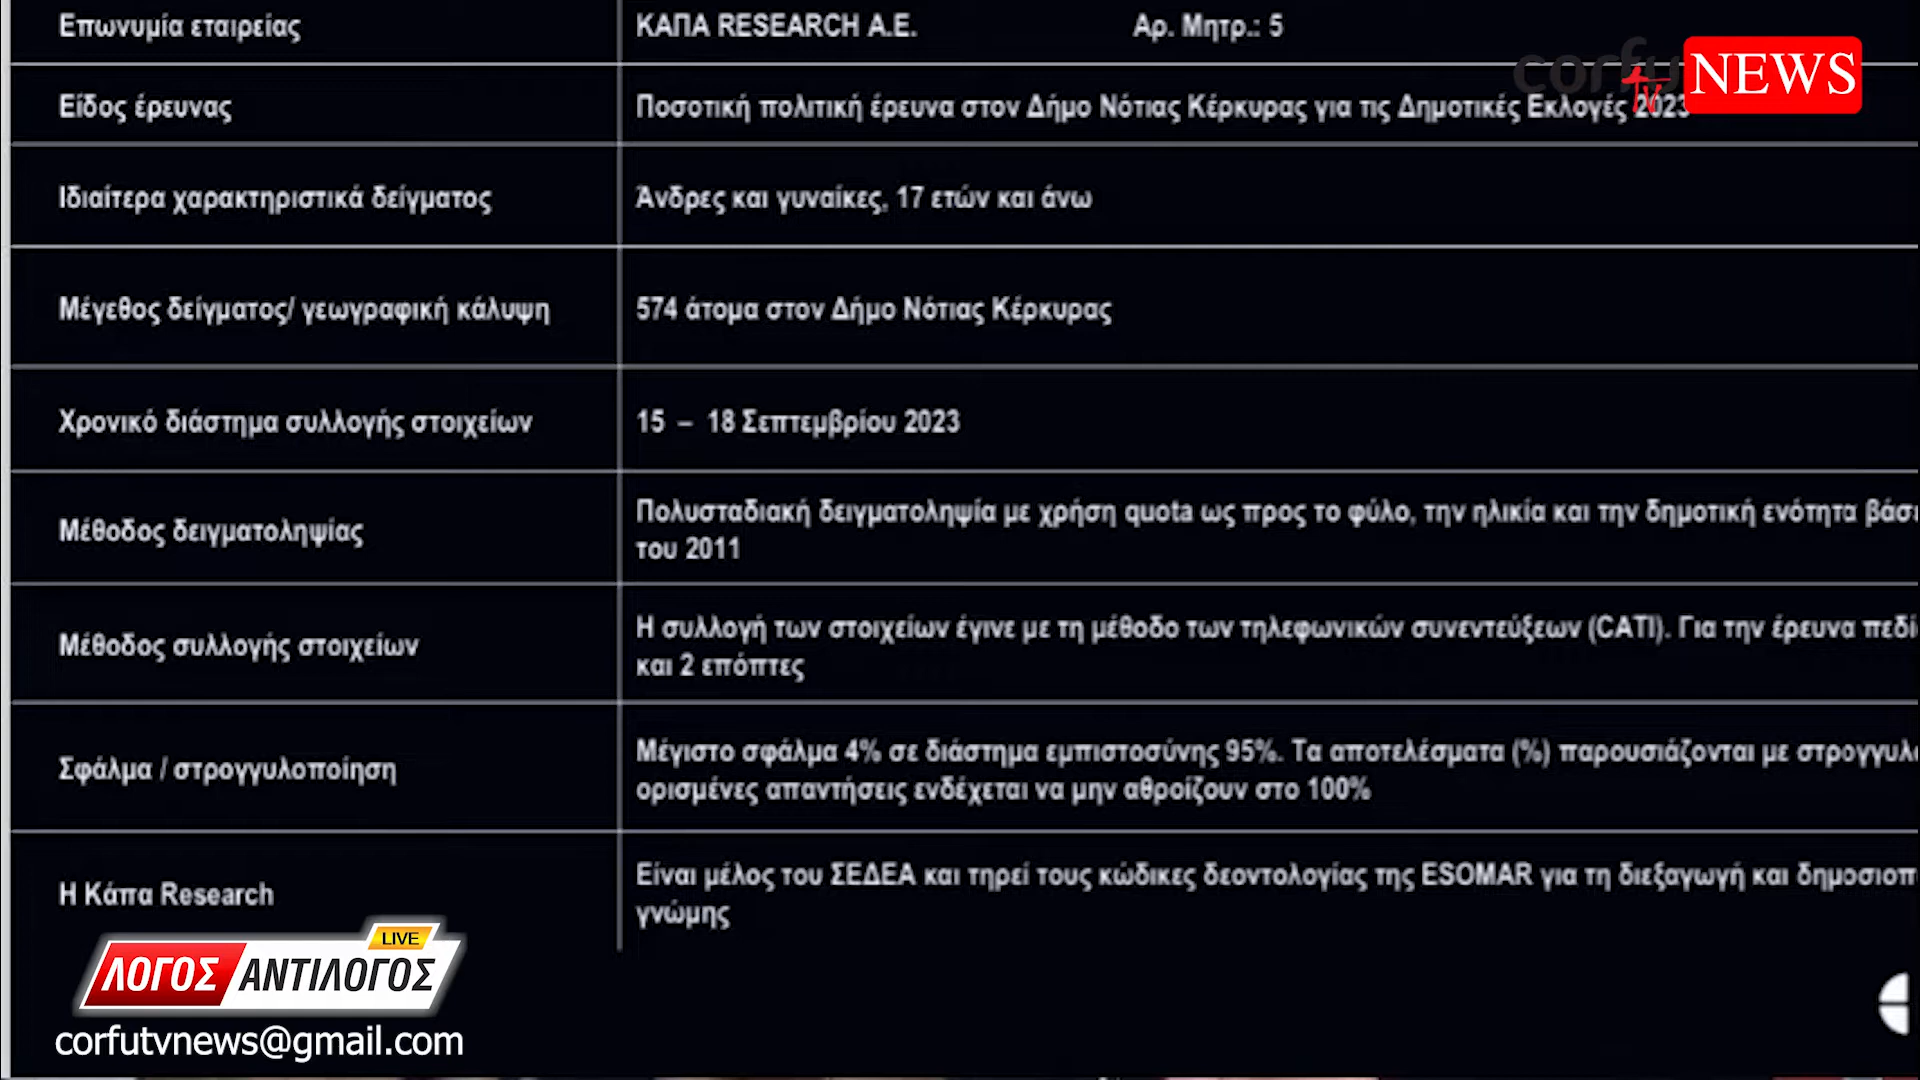 Επωνυμία εταιρείας
ΚΑΠΑ RESEARCH Α.Ε. Αρ. Μητρ.: 5
corfu tv NEWS
Είδος έρευνας
Ποσοτική πολιτική έρευνα στον Δήμο Νότιας Κέρκυρας για τις Δημοτικές Εκλογές 2023
Ιδιαίτερα χαρακτηριστικά δείγματος
Άνδρες και γυναίκες, 17 ετών και άνω
Μέγεθος δείγματος/ γεωγραφική κάλυψη
574 άτομα στον Δήμο Νότιας Κέρκυρας
Χρονικό διάστημα συλλογής στοιχείων
15 – 18 Σεπτεμβρίου 2023
Μέθοδος δειγματοληψίας
Πολυσταδιακή δειγματοληψία με χρήση quota ως προς το φύλο, την ηλικία και την δημοτική ενότητα βάσ
του 2011
Μέθοδος συλλογής στοιχείων
Η συλλογή των στοιχείων έγινε με τη μέθοδο των τηλεφωνικών συνεντεύξεων (CATI). Για την έρευνα πεδί
και 2 επόπτες
Σφάλμα / στρογγυλοποίηση
Μέγιστο σφάλμα 4% σε διάστημα εμπιστοσύνης 95%. Τα αποτελέσματα (%) παρουσιάζονται με στρογγυλ
ορισμένες απαντήσεις ενδέχεται να μην αθροίζουν στο 100%
Η Κάπα Research
Είναι μέλος του ΣΕΔΕΑ και τηρεί τους κώδικες δεοντολογίας της ESOMAR για τη διεξαγωγή και δημοσιοπ
γνώμης
LIVE
ΛΟΓΟΣ ΑΝΤΙΛΟΓΟΣ
corfutvnews@gmail.com